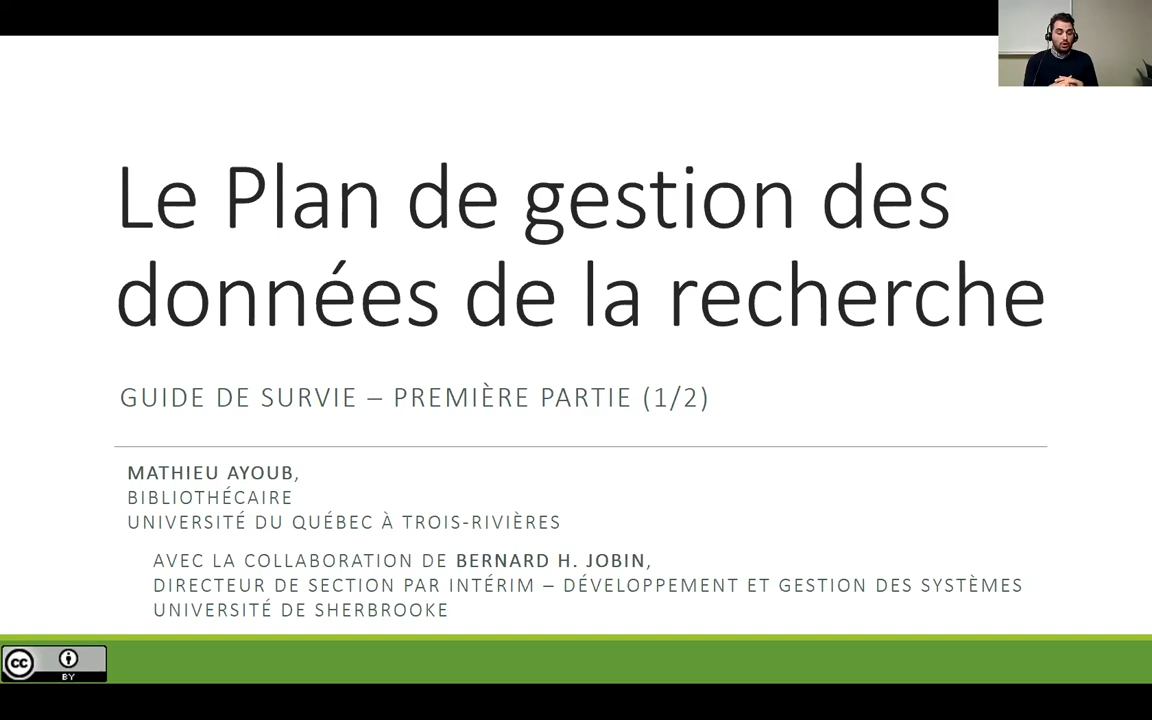 Le Plan de gestion des
données de la recherche
GUIDE DE SURVIE – PREMIÈRE PARTIE (1/2)
MATHIEU AYOUB,
BIBLIOTHÉCAIRE
UNIVERSITÉ DU QUÉBEC À TROIS-RIVIÈRES
AVEC LA COLLABORATION DE BERNARD H. JOBIN,
DIRECTEUR DE SECTION PAR INTÉRIM – DÉVELOPPEMENT ET GESTION DES SYSTÈMES
UNIVERSITÉ DE SHERBROOKE
cc
BY